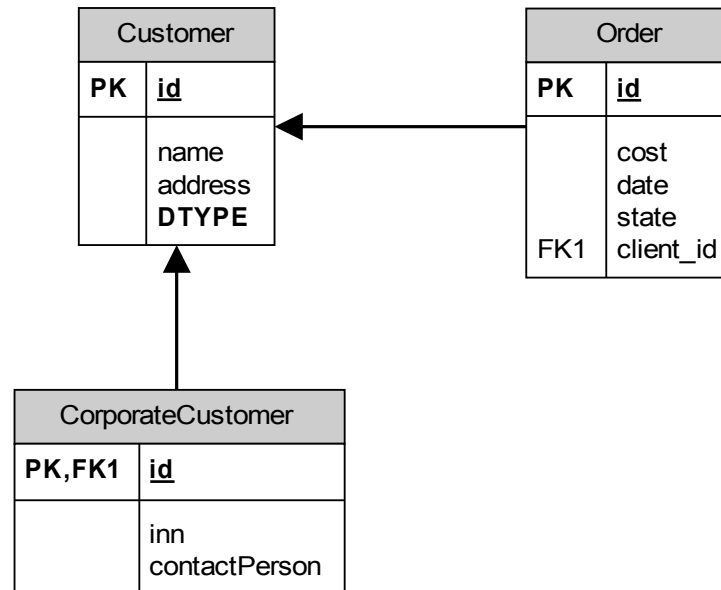 Customer
PK id
name
address
DTYPE
Order
PK id
cost
date
state
FK1 client_id
CorporateCustomer
PK,FK1 id
inn
contactPerson